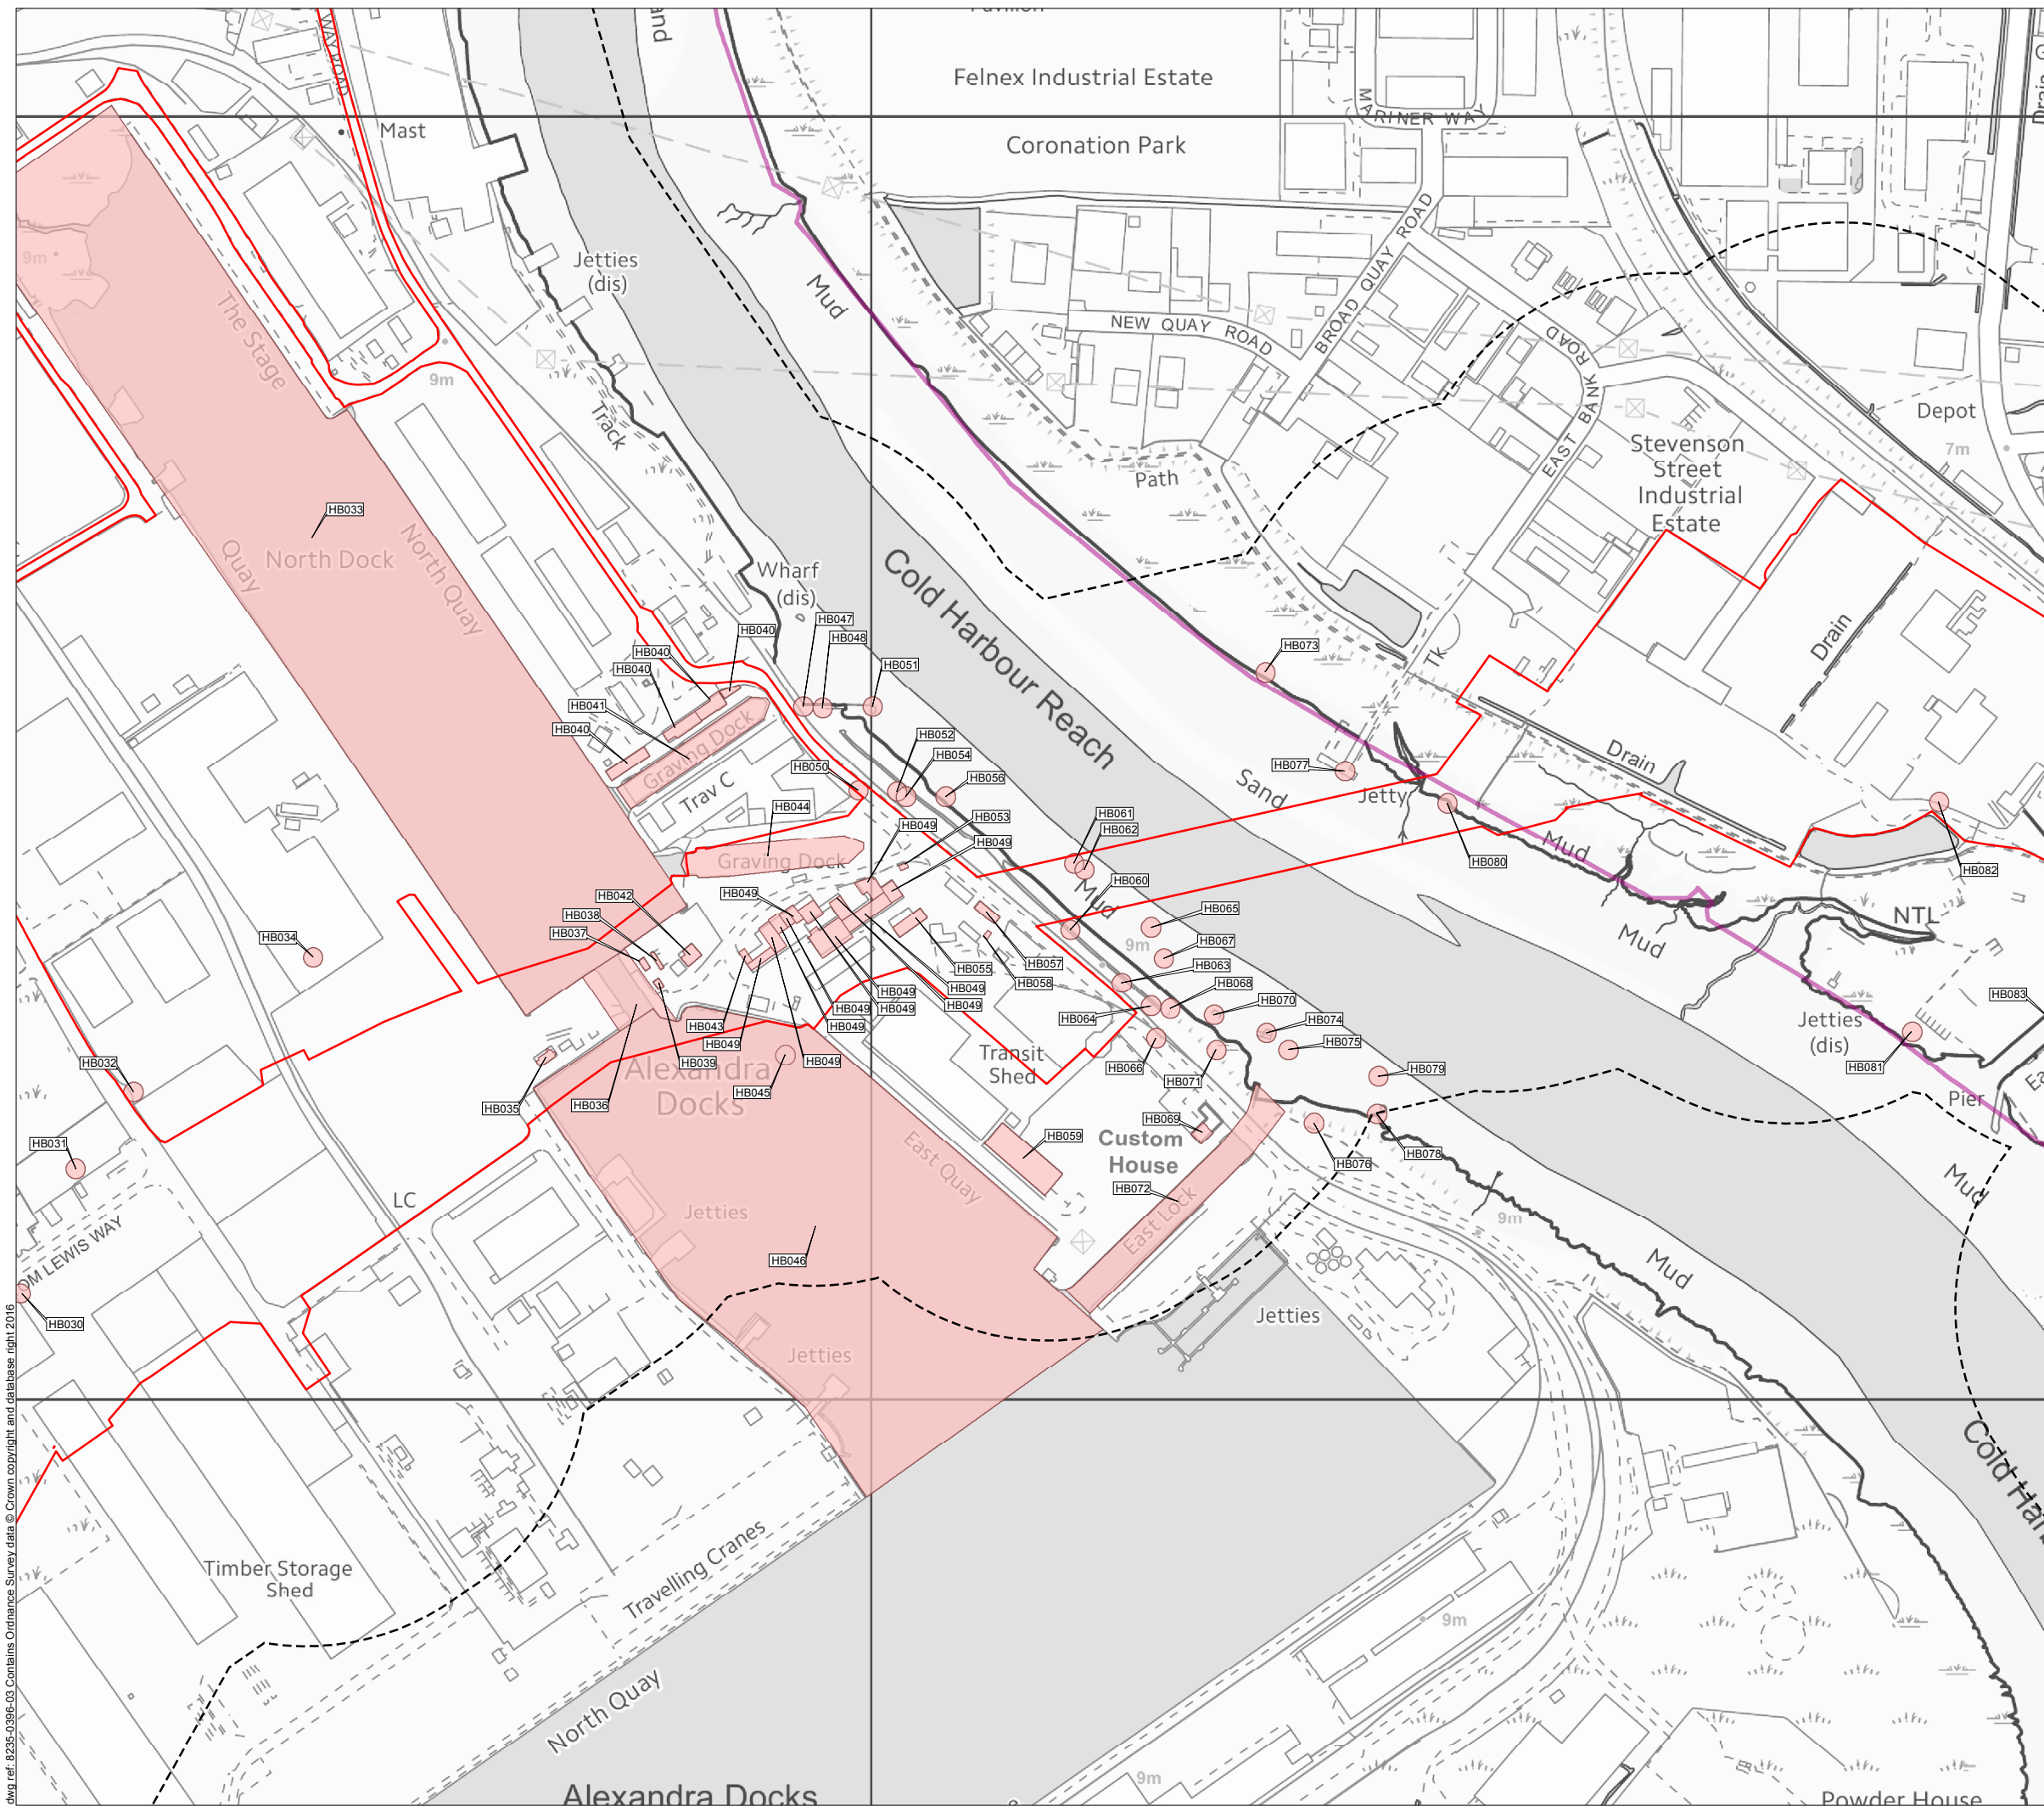 Felnex Industrial Estate
MARINER WAY
Mast
Coronation Park
9m
Jetties
(dis)
Mud
The Stage
NEW QUAY ROAD
BROAD QUAY ROAD
ROAD
EAST BANK
9m
Track
Depot
7m
Stevenson
Street
Industrial
Estate
Path
HB033
North Dock
Quay
North Quay
Wharf
(dis)
Cold Harbour Reach
HB047
HB040
HB048
HB040
HB040
HB051
HB073
Tk
Drain
HB041
HB040
Graving Dock
HB052
HB054
HB050
HB056
HB077
Sand
Drain
Trav C
Jetty
HB044
HB049
HB053
HB061
HB062
HB049
Mud
Graving Dock
HB080
HB082
HB060
Mud
HB042
HB049
HB038
HB037
HB034
HB065
9m
HB067
NTL
Mud
HB055
HB057
HB058
HB063
HB068
HB049
HB049
HB049
HB049
HB049
HB049
HB043
HB049
HB039
HB049
HB064
HB070
HB074
HB075
HB083
Jetties
(dis)
HB081
HB032
HB035
HB036
Alexandra
Docks
HB045
Transit
Shed
HB066
HB071
HB079
Pier
HB031
HB059
East Quay
HB069
Custom
House
HB072
East Lock
HB076
HB078
Mud
LC
Jetties
HB046
OM LEWIS WAY
HB030
9m
Mud
Jetties
Jetties
Timber Storage
Shed
Travelling Cranes
9m
North Quay
9m
Alexandra Docks
Powder House
dwg ref: 8235-0396-03 Contains Ordnance Survey data © Crown copyright and database right 2016